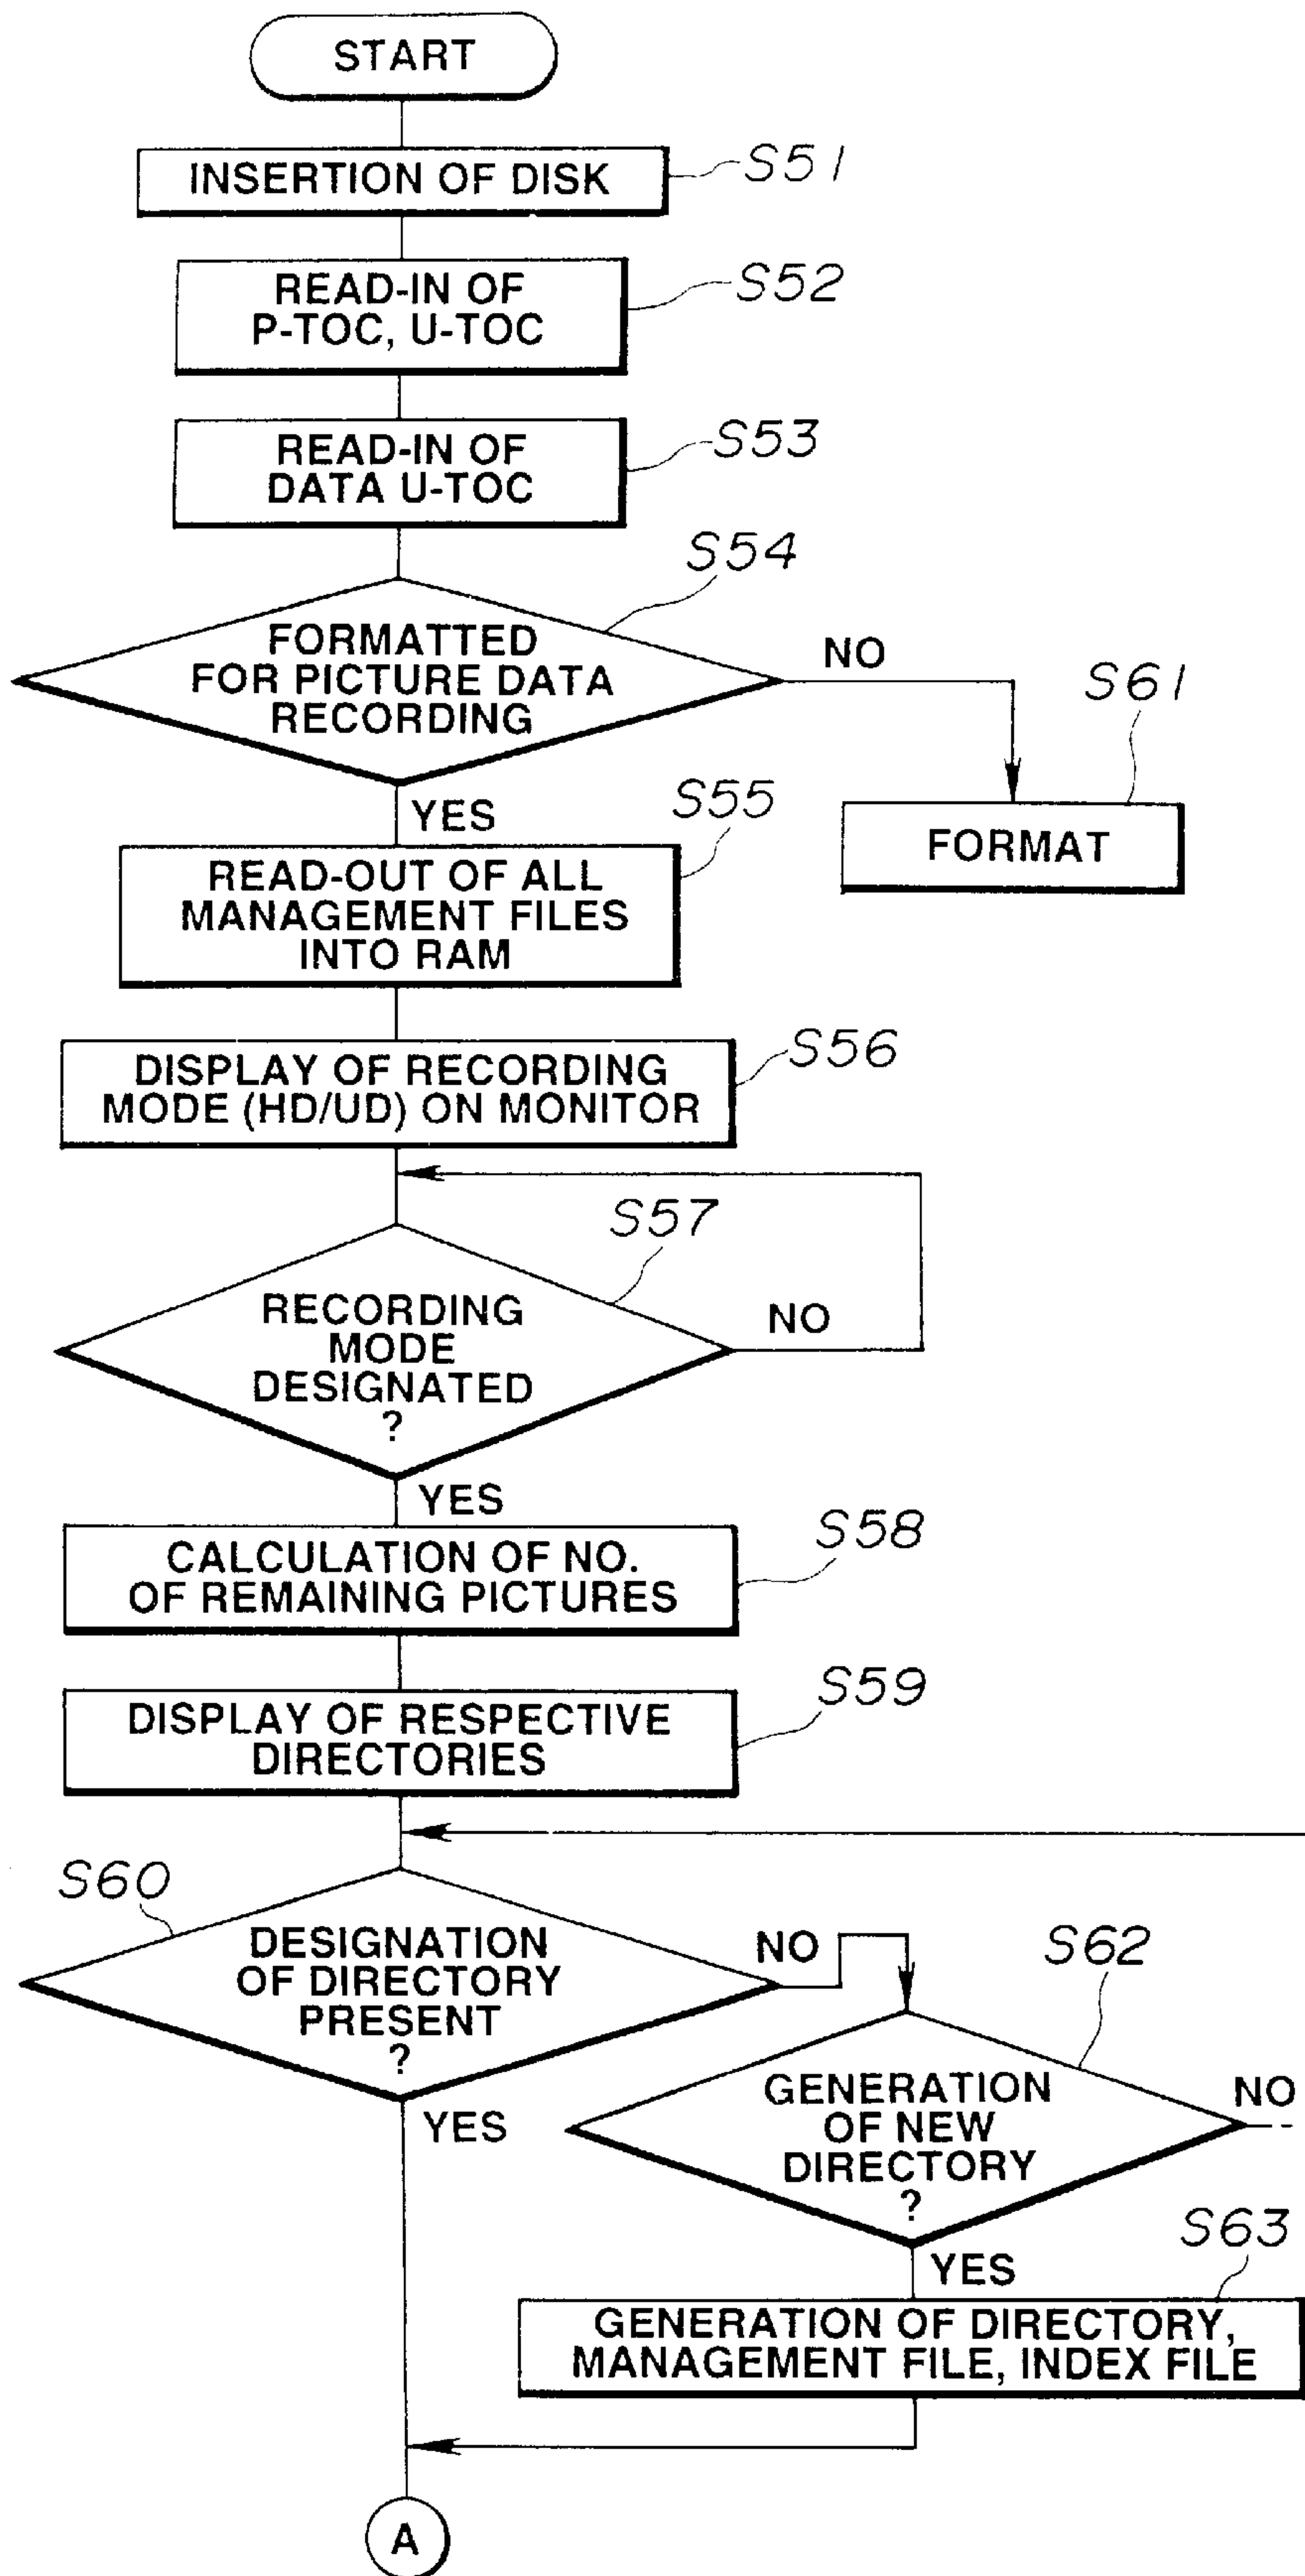 START
INSERTION OF DISK
S51
READ-IN OF
P-TOC, U-TOC
S52
READ-IN OF
DATA U-TOC
S53
S54
FORMATTED
FOR PICTURE DATA
RECORDING
NO
S61
FORMAT
YES
S55
READ-OUT OF ALL
MANAGEMENT FILES
INTO RAM
S56
DISPLAY OF RECORDING
MODE (HD/UD) ON MONITOR
S57
RECORDING
MODE
DESIGNATED
?
NO
YES
S58
CALCULATION OF NO.
OF REMAINING PICTURES
S59
DISPLAY OF RESPECTIVE
DIRECTORIES
S60
DESIGNATION
OF DIRECTORY
PRESENT
?
NO
S62
YES
GENERATION
OF NEW
DIRECTORY
?
NO
S63
YES
GENERATION OF DIRECTORY,
MANAGEMENT FILE, INDEX FILE
A